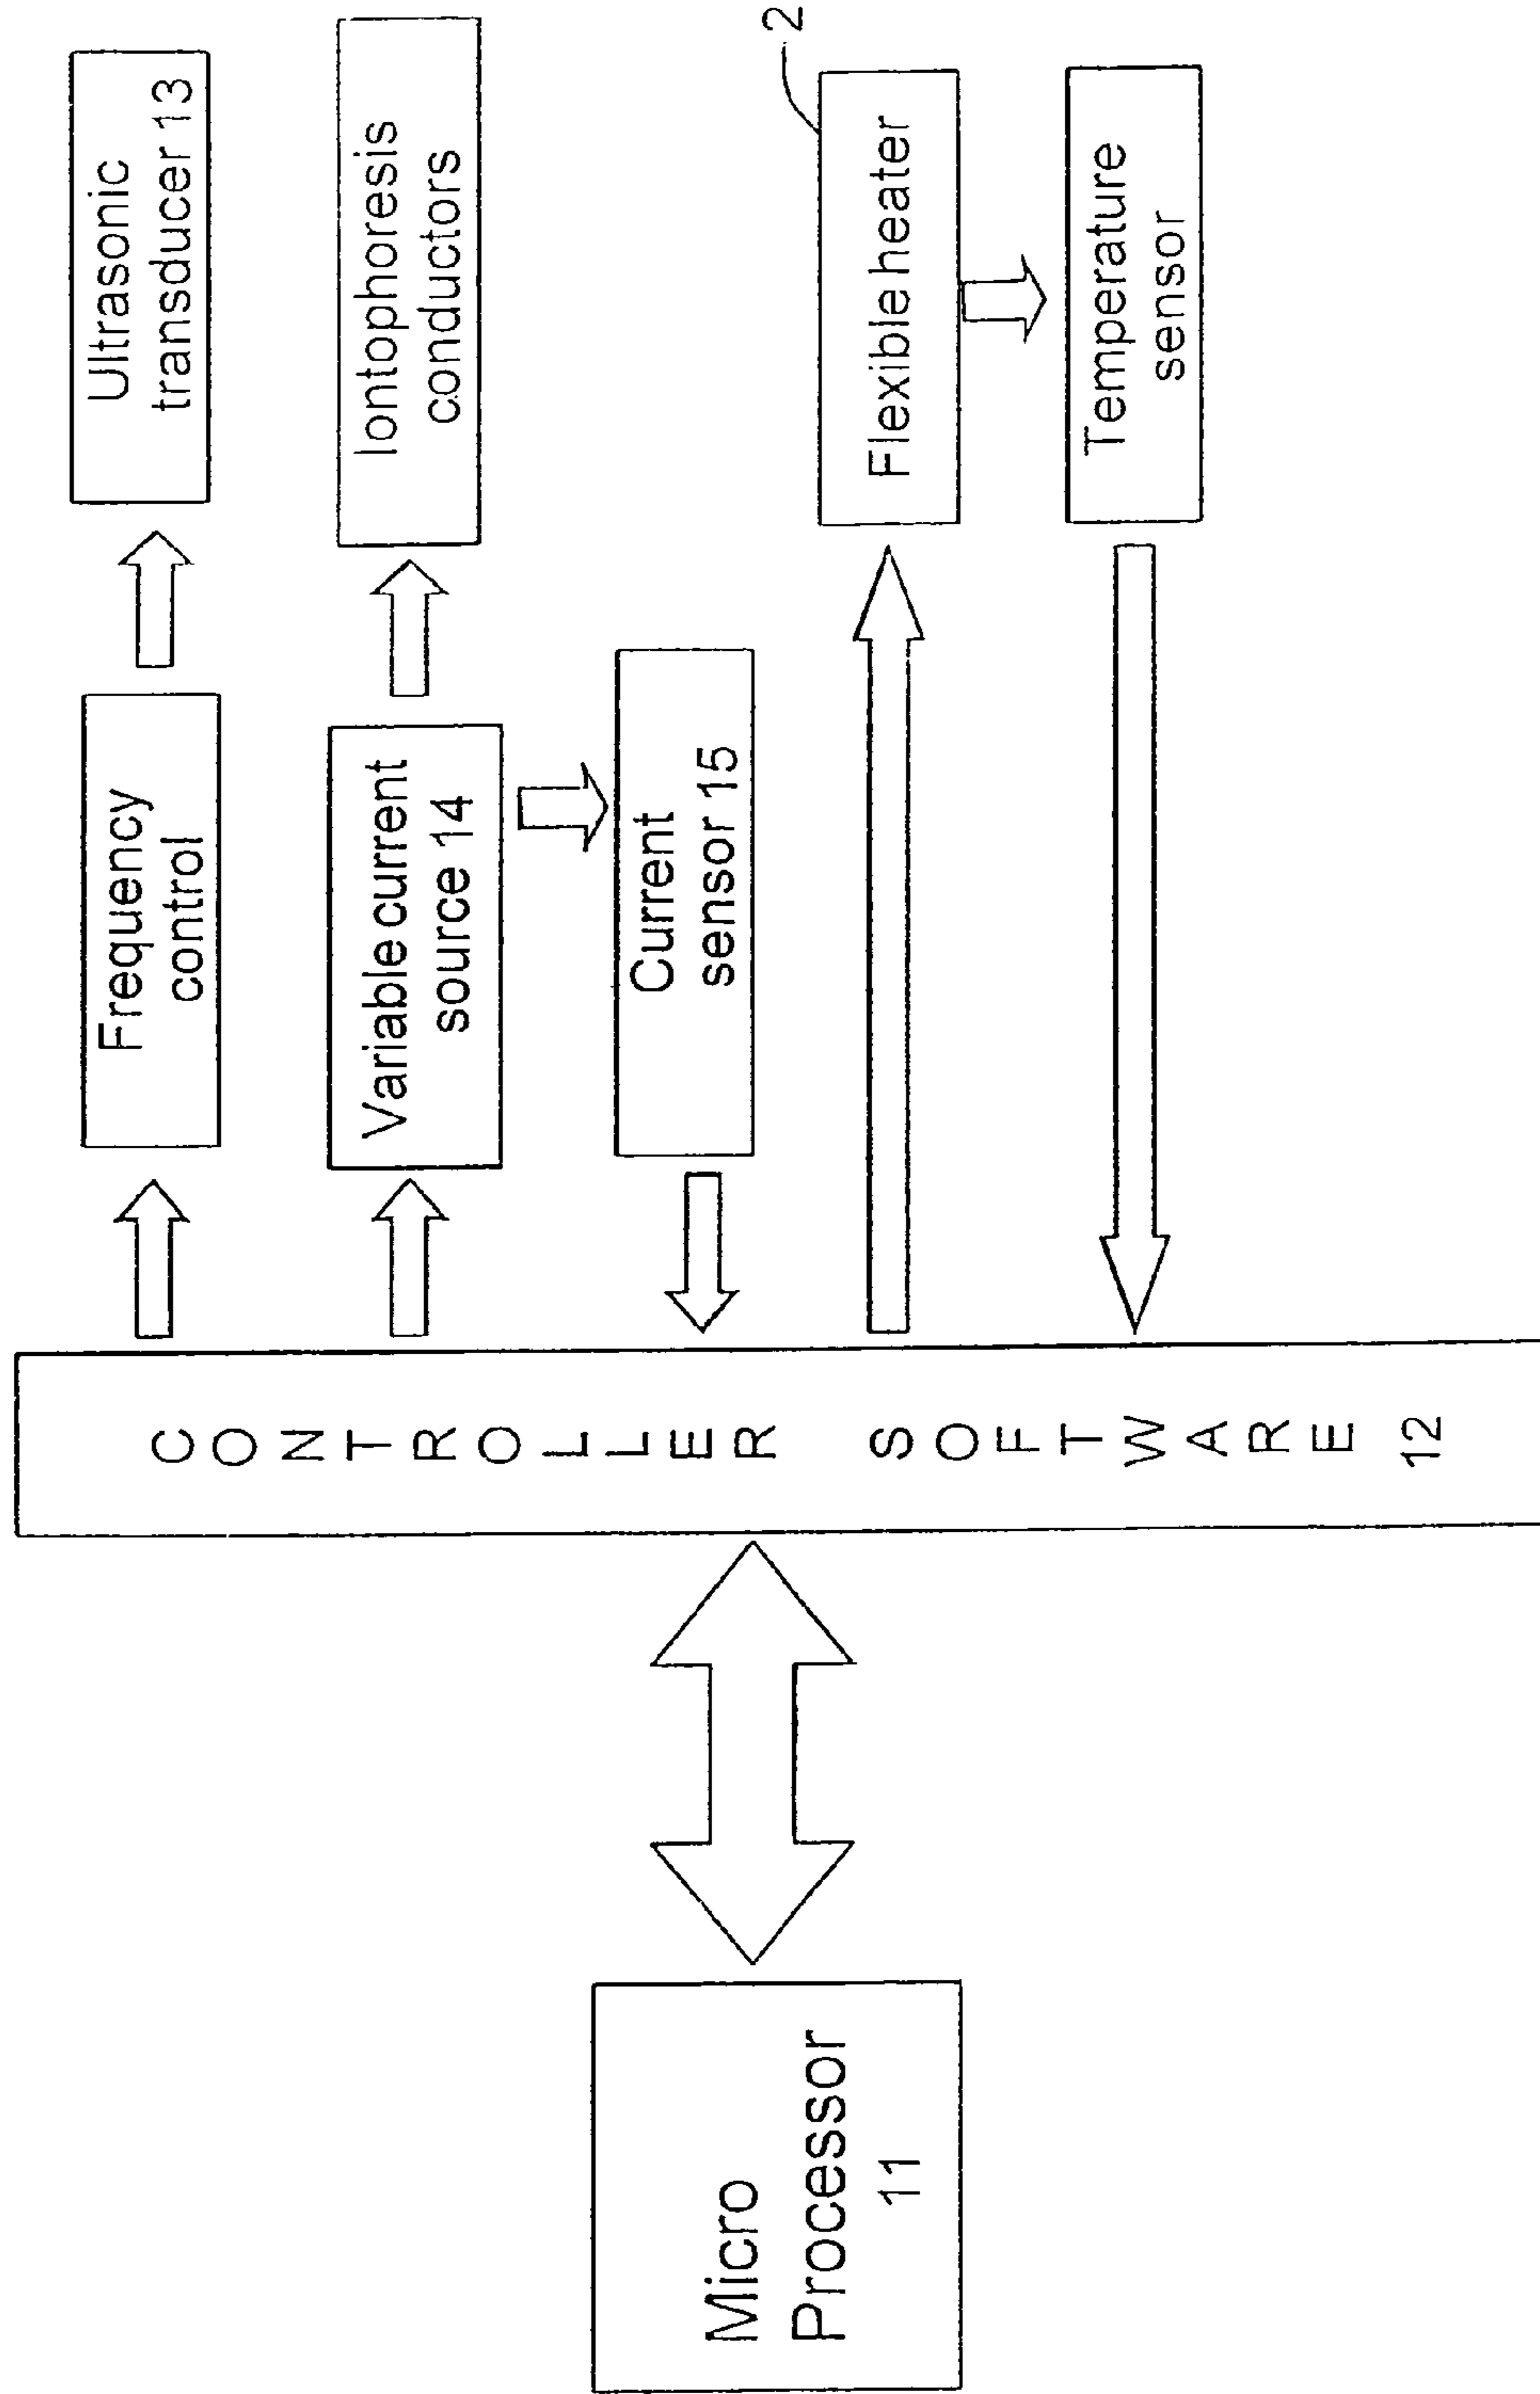 Micro
Processor
11
CONTROLLER SOFTWARE 12
Frequency
control
Ultrasonic
transducer 13
Variable current
source 14
Iontophoresis
conductors
Current
sensor 15
2
Flexible heater
Temperature
sensor